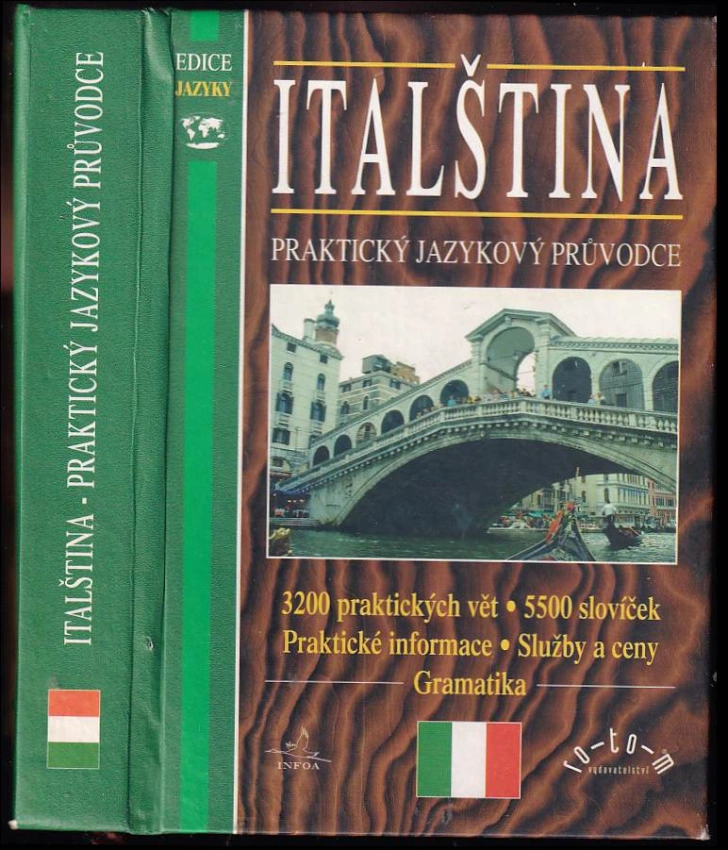 ITALŠTINA - PRAKTICKÝ JAZYKOVÝ PRŮVODCE
EDICE
JAZYKY
ITALŠTINA
PRAKTICKÝ JAZYKOVÝ PRŮVODCE
3200 praktických vět • 5500 slovíček
Praktické informace • Služby a ceny
Gramatika
INFOA
ro-to-m
vydavatelství